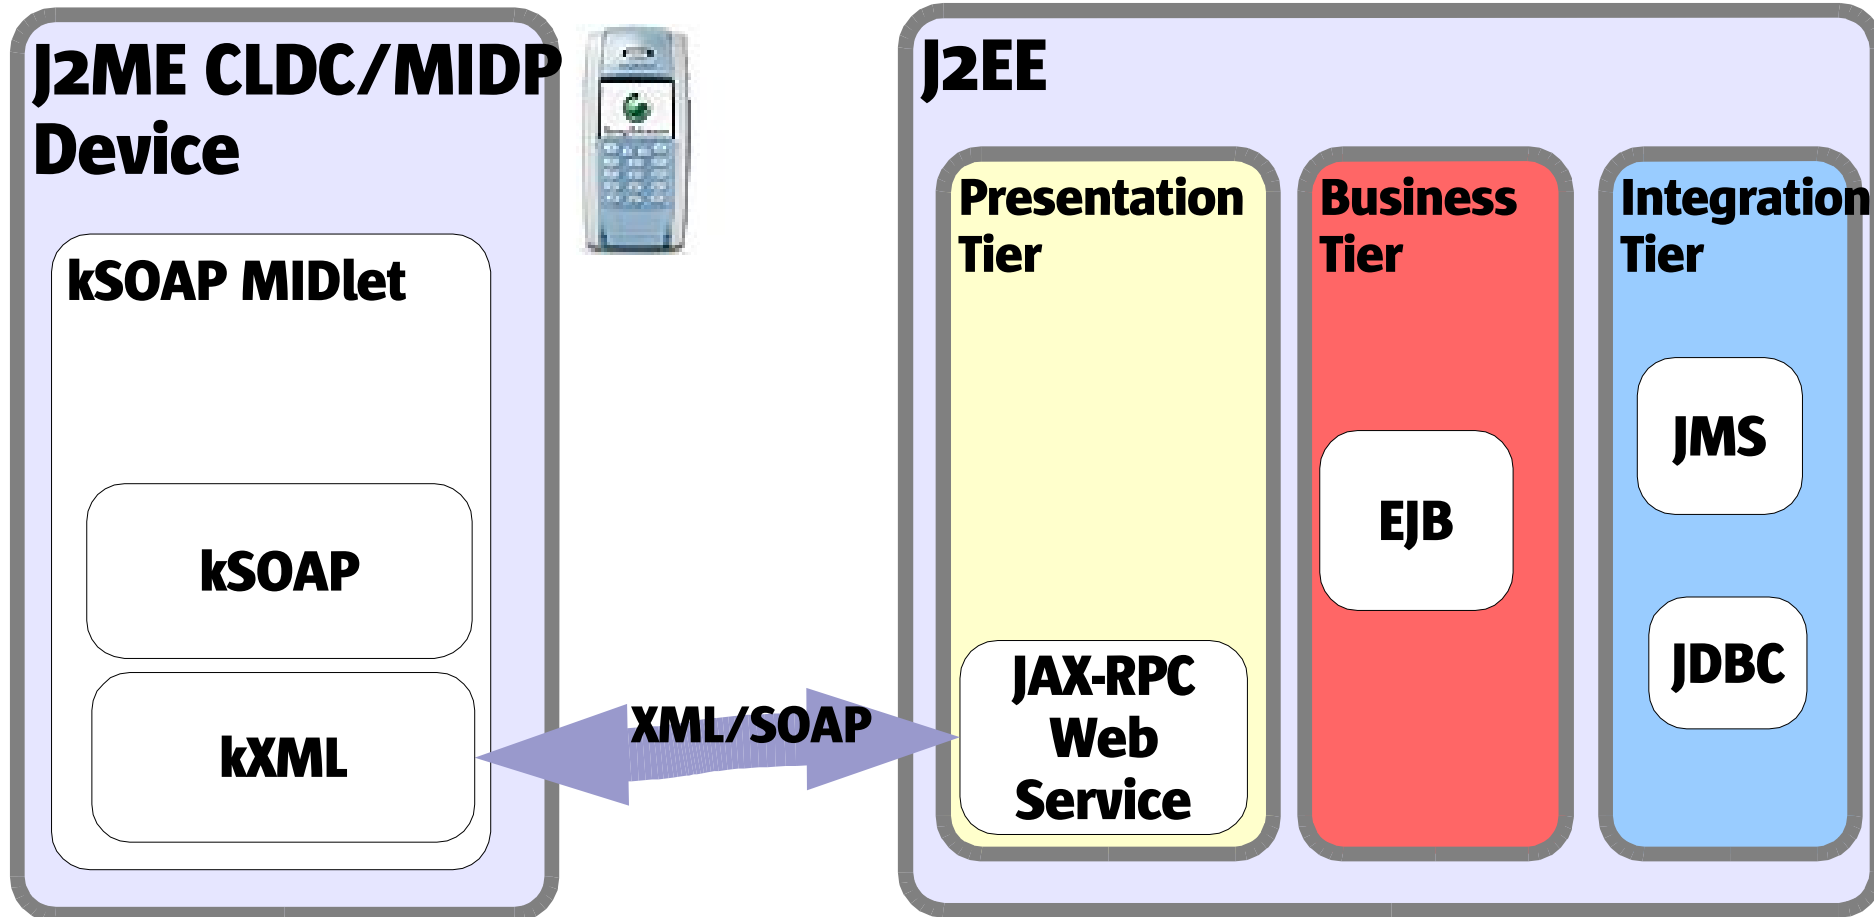 J2ME CLDC/MIDP
Device
kSOAP MIDlet
kSOAP
kXML
XML/SOAP
J2EE
Presentation
Tier
JAX-RPC
Web
Service
Business
Tier
EJB
Integration
Tier
JMS
JDBC